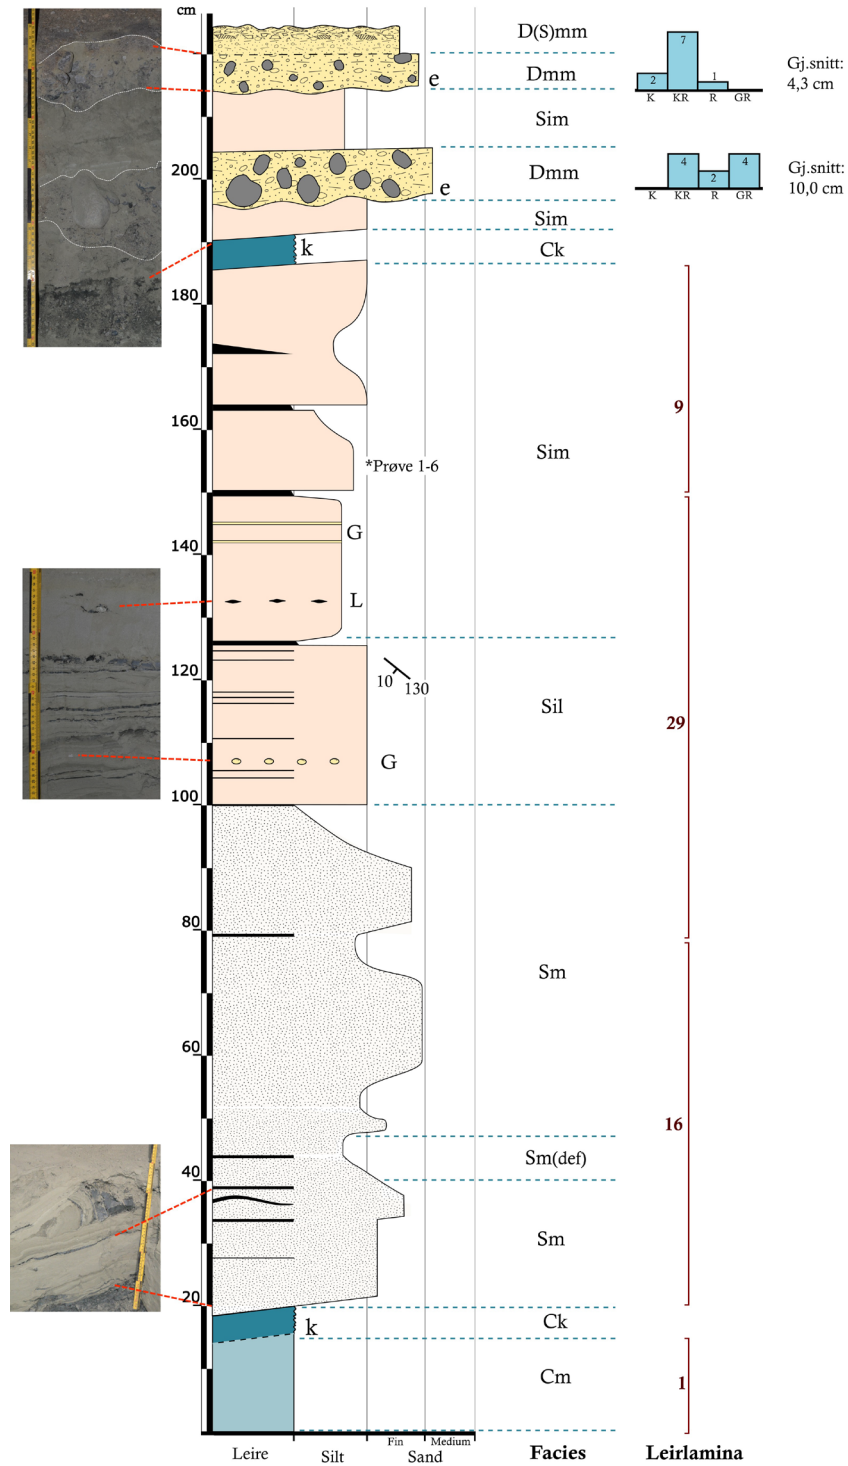 cm
D(S)mm
7
2
1
K KR R GR
Gj.snitt:
4,3 cm
e
Dmm
Sim
200
e
Dmm
4
2
4
K KR R GR
Gj.snitt:
10,0 cm
Sim
k
Ck
180
9
160
*Prøve 1-6
Sim
G
140
L
120
10
130
Sil
29
G
100
80
Sm
60
16
40
Sm(def)
Sm
20
k
Ck
Cm
1
Leire
Silt
Fin
Medium
Sand
Facies
Leirlamina